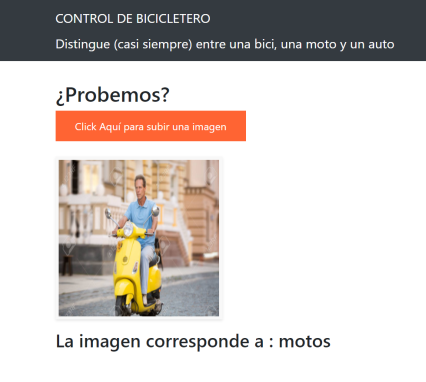 CONTROL DE BICICLETERO
Distingue (casi siempre) entre una bici, una moto y un auto
¿Probemos?
Click Aquí para subir una imagen
La imagen corresponde a : motos